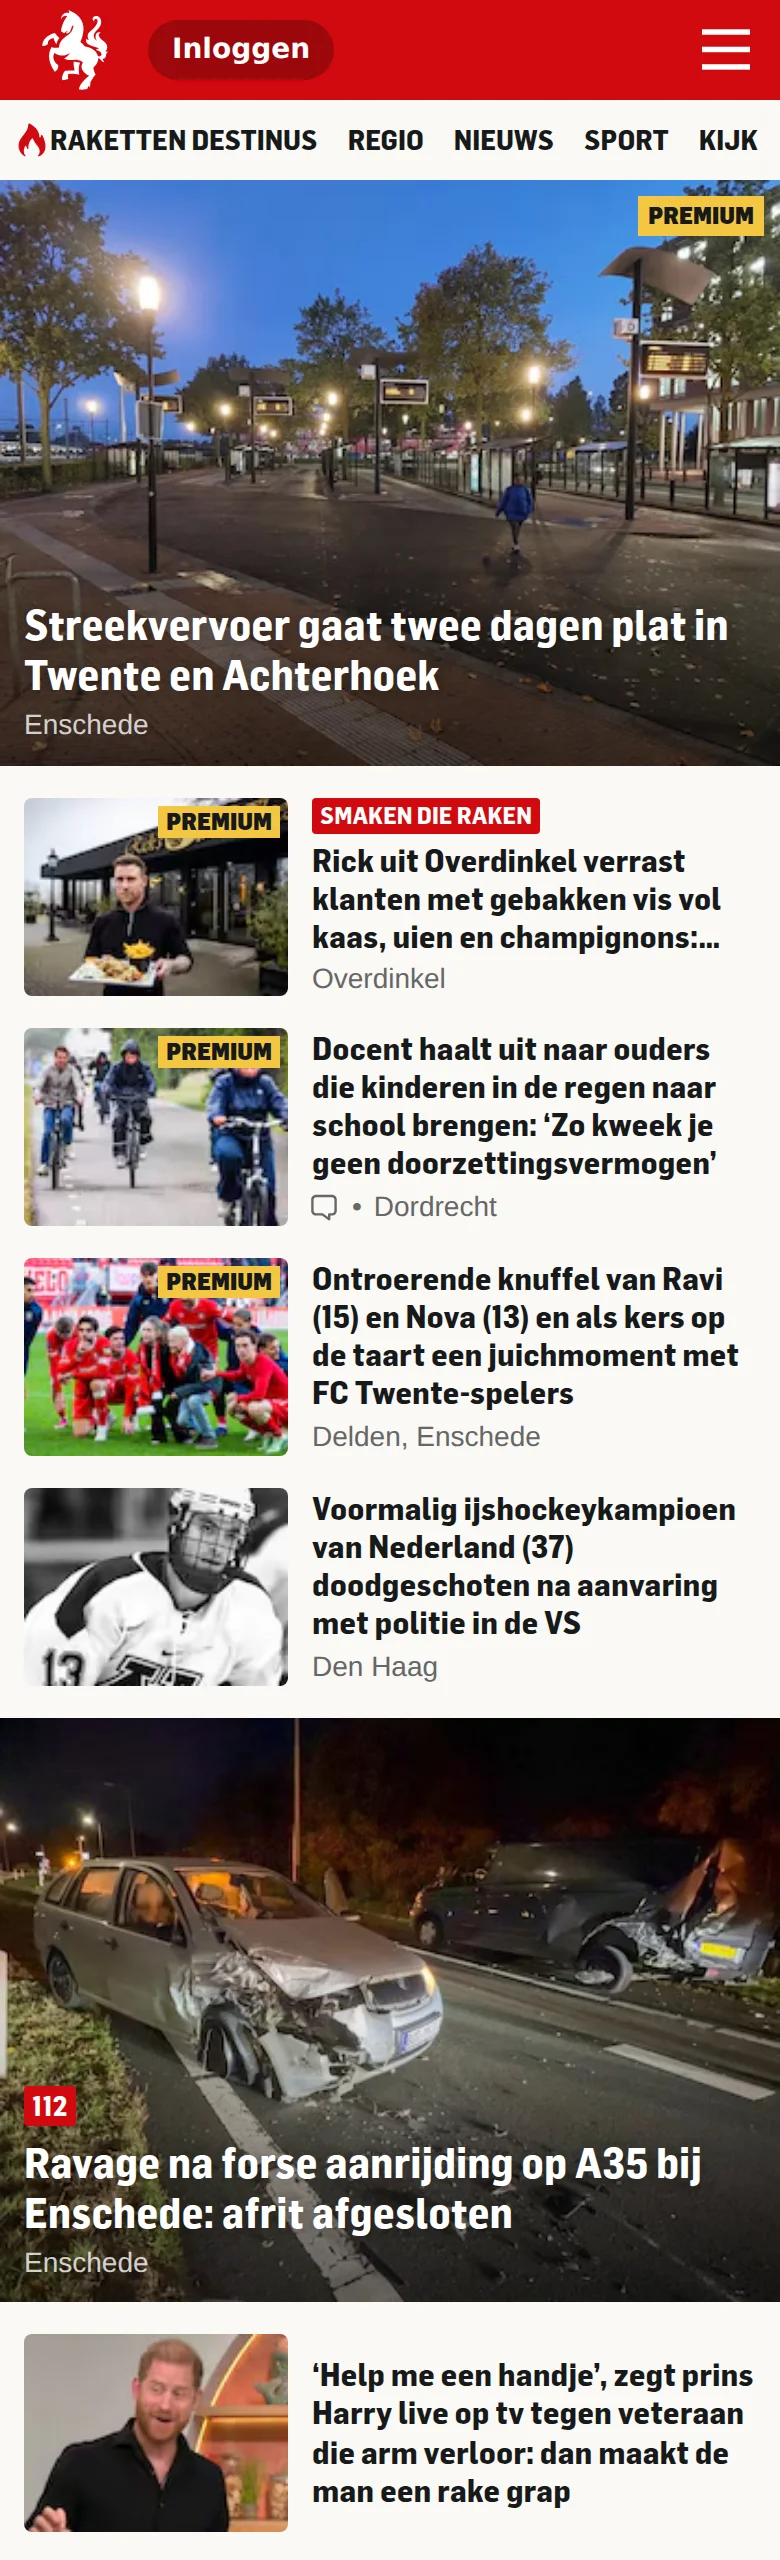 Inloggen
RAKETTEN DESTINUS REGIO NIEUWS SPORT KIJK
PREMIUM
Streekvervoer gaat twee dagen plat in
Twente en Achterhoek
Enschede
PREMIUM
SMAKEN DIE RAKEN
Rick uit Overdinkel verrast
klanten met gebakken vis vol
kaas, uien en champignons:...
Overdinkel
PREMIUM
Docent haalt uit naar ouders
die kinderen in de regen naar
school brengen: ‘Zo kweek je
geen doorzettingsvermogen’
• Dordrecht
PREMIUM
Ontroerende knuffel van Ravi
(15) en Nova (13) en als kers op
de taart een juichmoment met
FC Twente-spelers
Delden, Enschede
13
Voormalig ijshockeykampioen
van Nederland (37)
doodgeschoten na aanvaring
met politie in de VS
Den Haag
112
Ravage na forse aanrijding op A35 bij
Enschede: afrit afgesloten
Enschede
‘Help me een handje’, zegt prins
Harry live op tv tegen veteraan
die arm verloor: dan maakt de
man een rake grap